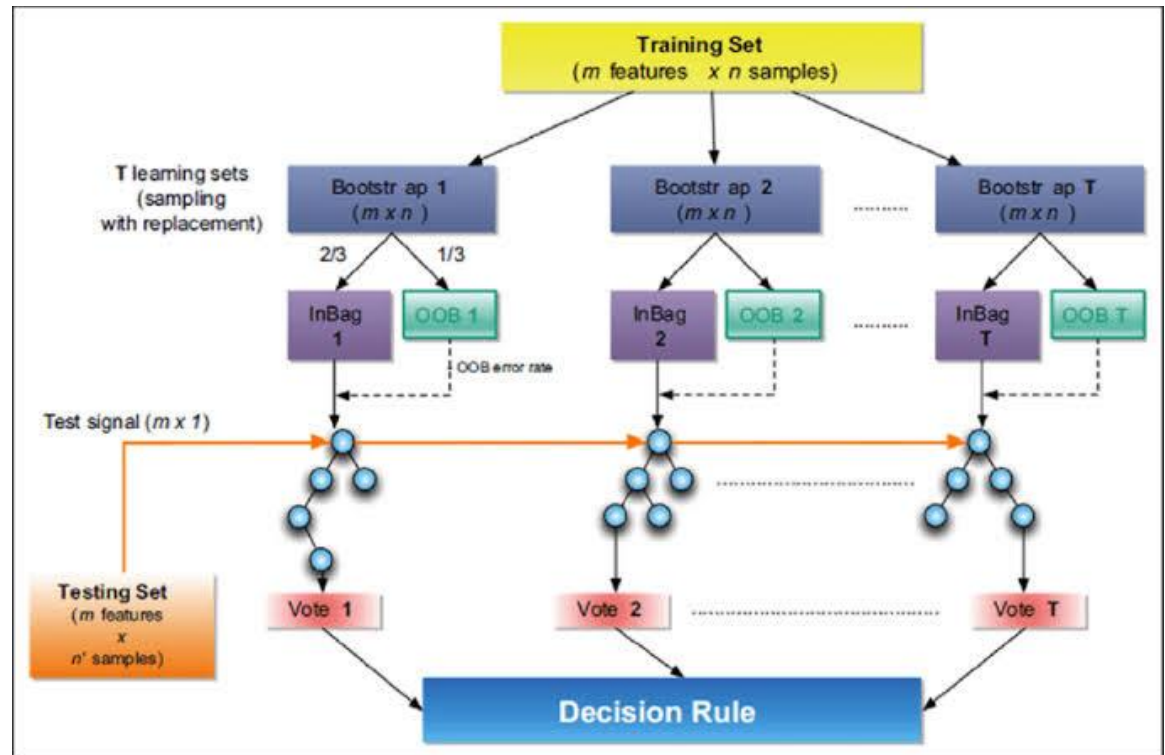 Training Set
(m features x n samples)
T learning sets
(sampling
with replacement)
Bootstr ap 1
(m x n )
Bootstr ap 2
(m x n )
..........
Bootstr ap T
(m x n )
2/3
1/3
InBag
1
OOB 1
InBag
2
OOB 2
..........
InBag
T
OOB T
OOB error rate
Test signal (m x 1)
Testing Set
(m features
x
n' samples)
Vote 1
Vote 2
Vote T
Decision Rule